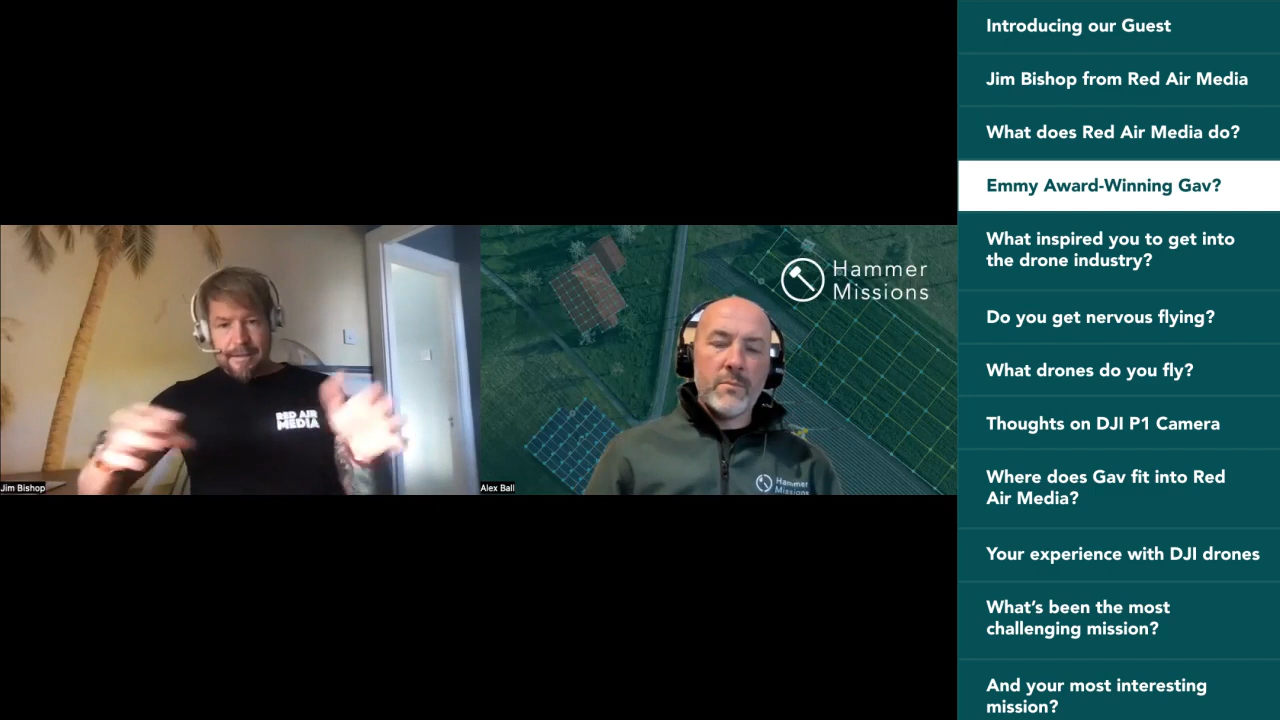 RED AIR
MEDIA
Jim Bishop
Hammer
Missions
Hammer
Missions
Alex Ball
Introducing our Guest
Jim Bishop from Red Air Media
What does Red Air Media do?
Emmy Award-Winning Gav?
What inspired you to get into
the drone industry?
Do you get nervous flying?
What drones do you fly?
Thoughts on DJI P1 Camera
Where does Gav fit into Red
Air Media?
Your experience with DJI drones
What’s been the most
challenging mission?
And your most interesting
mission?